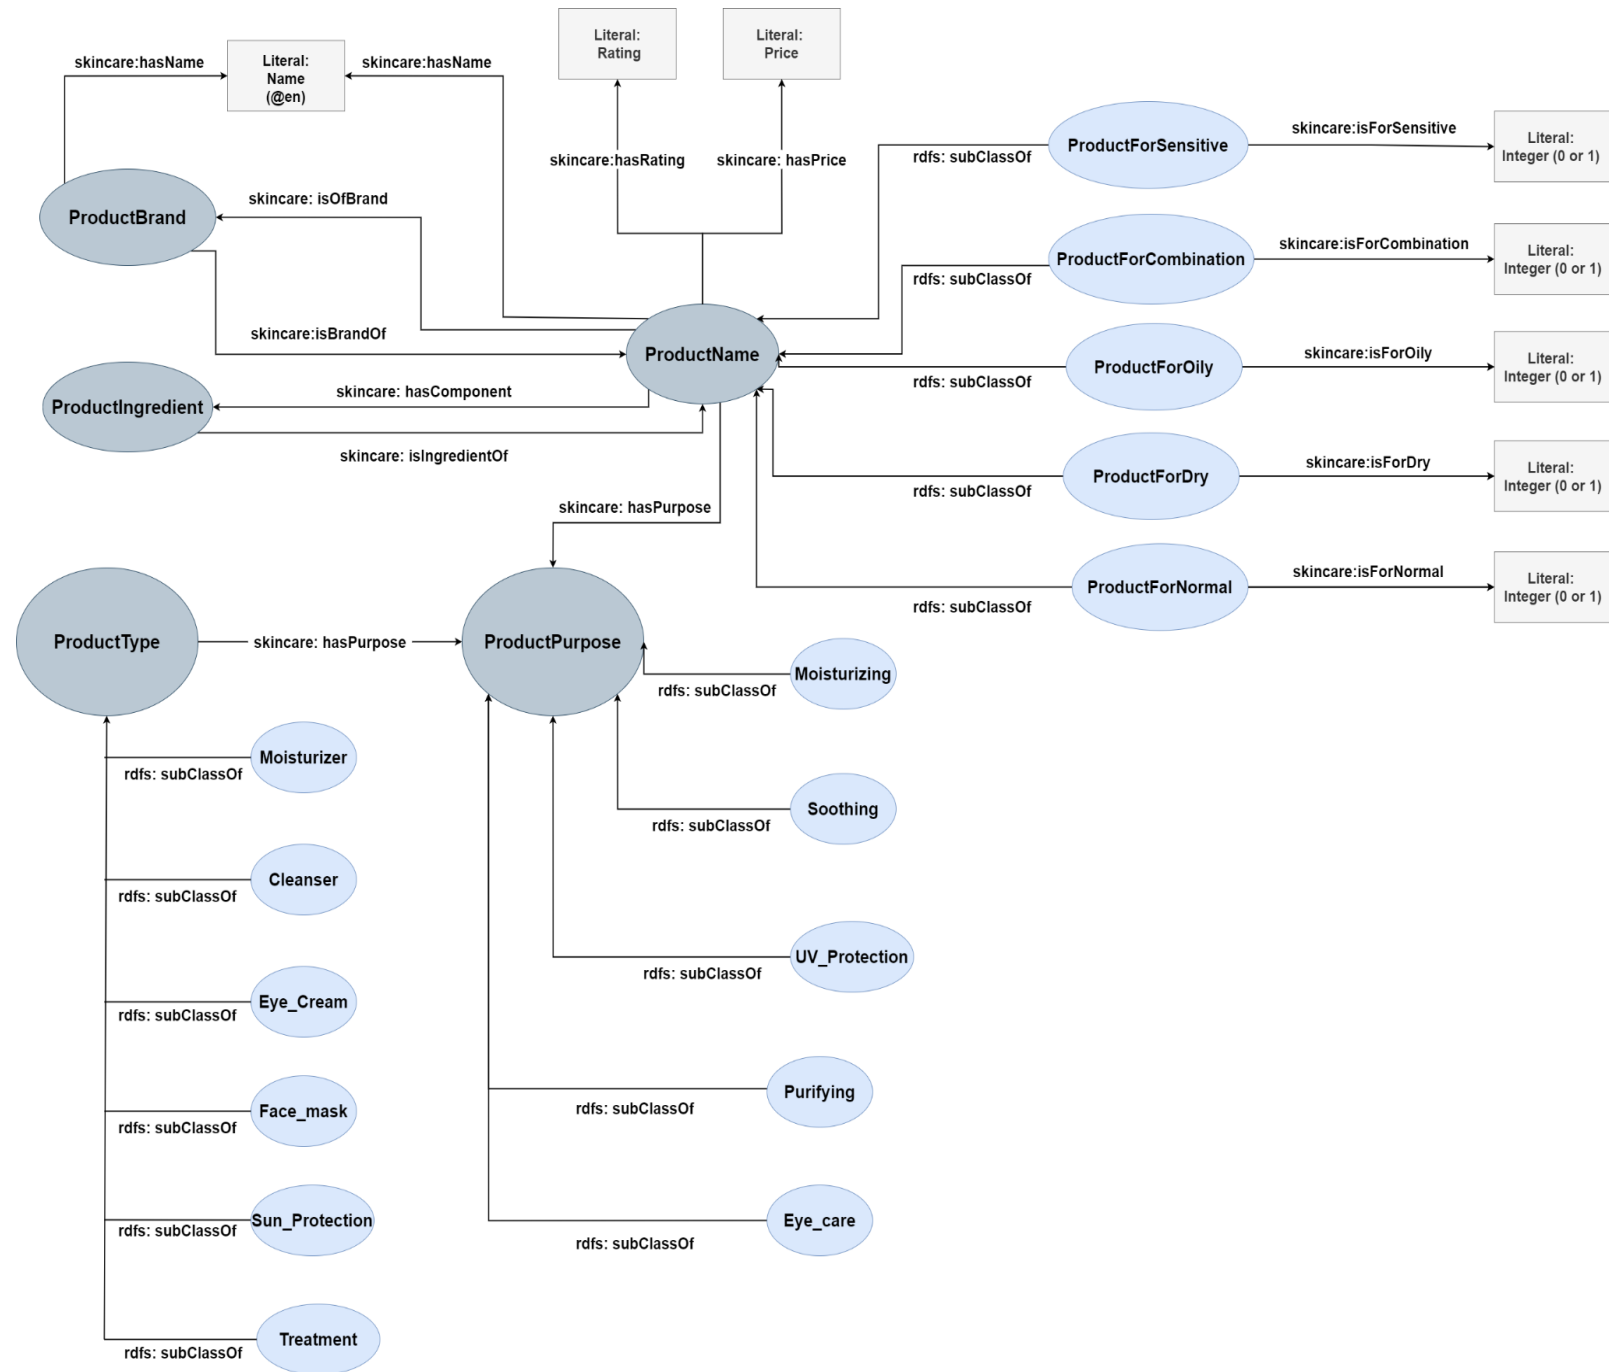 Literal:
Rating
Literal:
Price
skincare:hasName
Literal:
Name
(@en)
skincare:hasName
skincare:hasRating
skincare: hasPrice
ProductForSensitive
skincare:isForSensitive
Literal:
Integer (0 or 1)
rdfs: subClassOf
ProductBrand
skincare: isOfBrand
ProductForCombination
skincare:isForCombination
Literal:
Integer (0 or 1)
rdfs: subClassOf
skincare:isBrandOf
ProductName
ProductForOily
skincare:isForOily
Literal:
Integer (0 or 1)
rdfs: subClassOf
ProductIngredient
skincare: hasComponent
skincare: isIngredientOf
ProductForDry
skincare:isForDry
Literal:
Integer (0 or 1)
rdfs: subClassOf
skincare: hasPurpose
ProductForNormal
skincare:isForNormal
Literal:
Integer (0 or 1)
rdfs: subClassOf
ProductType
skincare: hasPurpose
ProductPurpose
Moisturizing
rdfs: subClassOf
Moisturizer
rdfs: subClassOf
Soothing
rdfs: subClassOf
Cleanser
rdfs: subClassOf
UV_Protection
rdfs: subClassOf
Eye_Cream
rdfs: subClassOf
Purifying
rdfs: subClassOf
Face_mask
rdfs: subClassOf
Sun_Protection
rdfs: subClassOf
Eye_care
rdfs: subClassOf
Treatment
rdfs: subClassOf